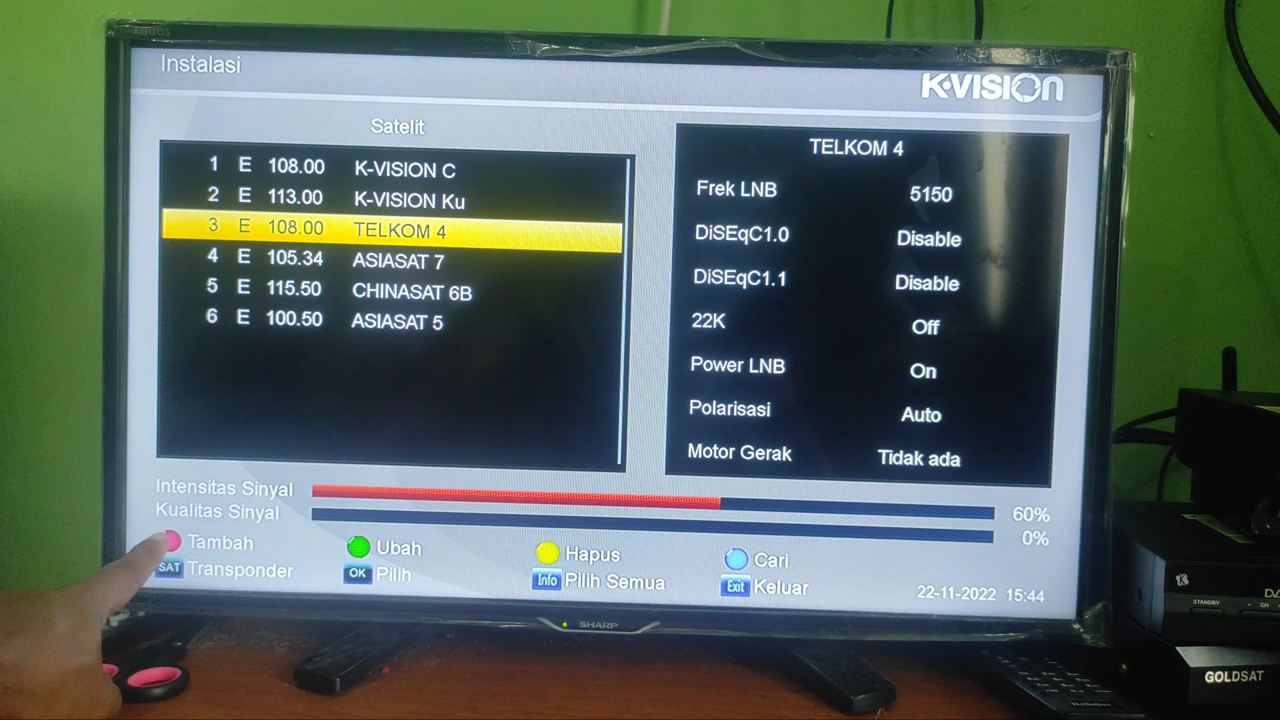 AQUOS
Instalasi
K-VISION
Satelit
1 E 108.00 K-VISION C
2 E 113.00 K-VISION Ku
3 E 108.00 TELKOM 4
4 E 105.34 ASIASAT 7
5 E 115.50 CHINASAT 6B
6 E 100.50 ASIASAT 5
TELKOM 4
Frek LNB 5150
DiSEqC1.0 Disable
DiSEqC1.1 Disable
22K Off
Power LNB On
Polarisasi Auto
Motor Gerak Tidak ada
Intensitas Sinyal 60%
Kualitas Sinyal 0%
Tambah Ubah Hapus Cari
SAT Transponder OK Pilih Info Pilih Semua Exit Keluar
22-11-2022 15:44
SHARP
K
STANDBY
CH
GOLDSAT